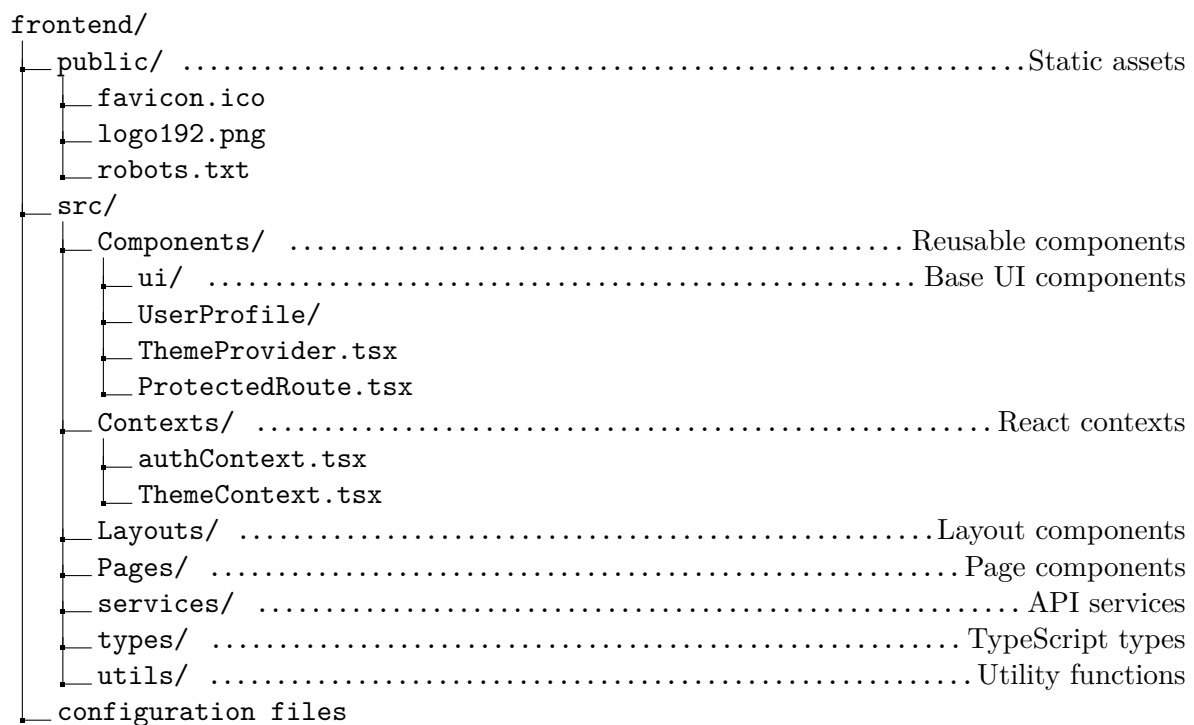 frontend/
public/ ................................................................ Static assets
favicon.ico
logo192.png
robots.txt
src/
Components/ .............................................. Reusable components
ui/ ..................................................... Base UI components
UserProfile/
ThemeProvider.tsx
ProtectedRoute.tsx
Contexts/ ....................................................... React contexts
authContext.tsx
ThemeContext.tsx
Layouts/ .................................................... Layout components
Pages/ ........................................................ Page components
services/ ......................................................... API services
types/ ........................................................ TypeScript types
utils/ ......................................................... Utility functions
configuration files